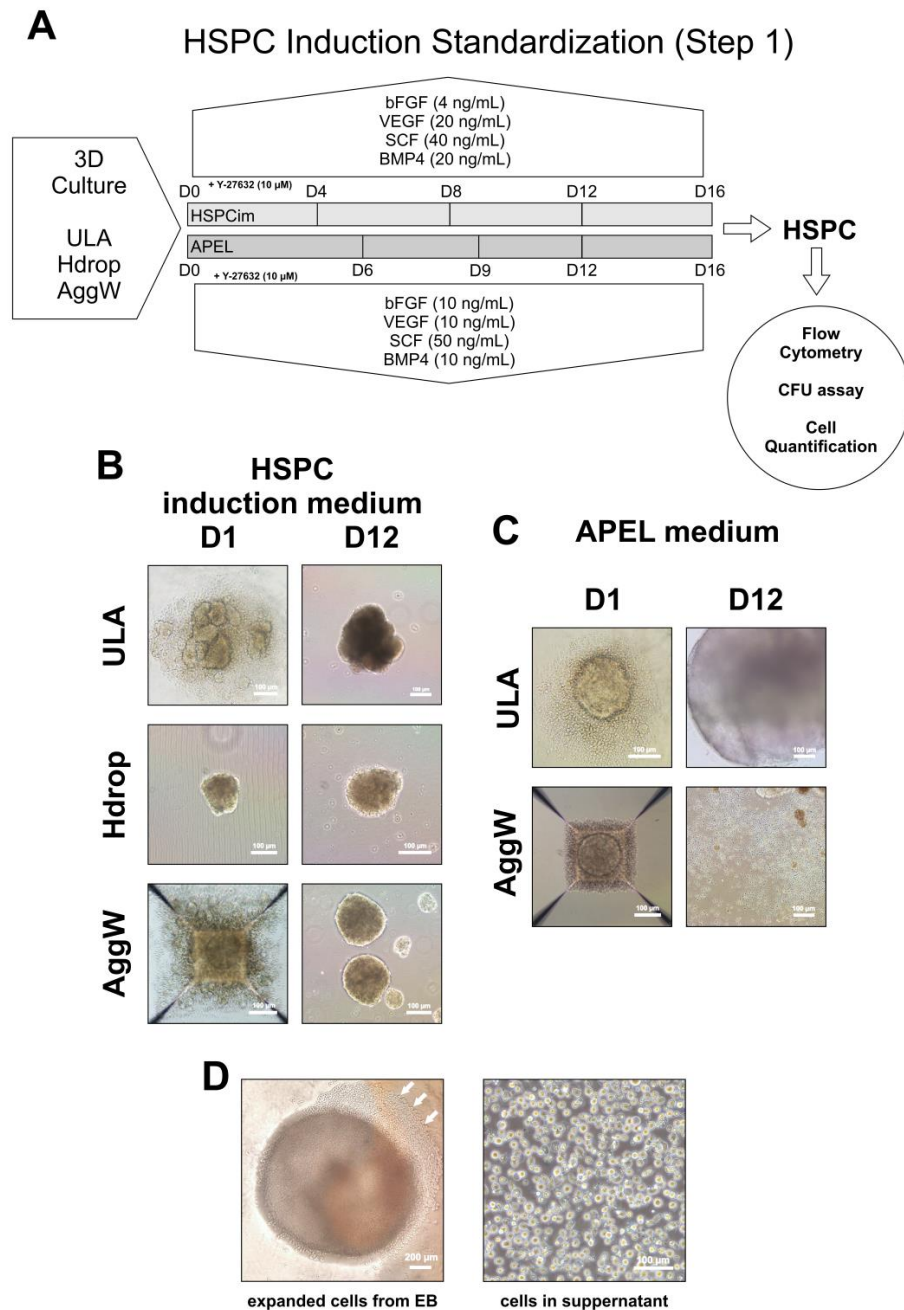 A
HSPC Induction Standardization (Step 1)
3D
Culture
ULA
Hdrop
AggW
bFGF (4 ng/mL)
VEGF (20 ng/mL)
SCF (40 ng/mL)
BMP4 (20 ng/mL)
D0 + Y-27632 (10 µM) D4 D8 D12 D16
HSPCim
APEL
D0 + Y-27632 (10 µM) D6 D9 D12 D16
bFGF (10 ng/mL)
VEGF (10 ng/mL)
SCF (50 ng/mL)
BMP4 (10 ng/mL)
HSPC
Flow
Cytometry
CFU assay
Cell
Quantification
B
HSPC
induction medium
D1 D12
ULA
100 µm 100 µm
Hdrop
100 µm 100 µm
AggW
100 µm 100 µm
C
APEL medium
D1 D12
ULA
100 µm 100 µm
AggW
100 µm 100 µm
D
200 µm 100 µm
expanded cells from EB cells in suppernatant